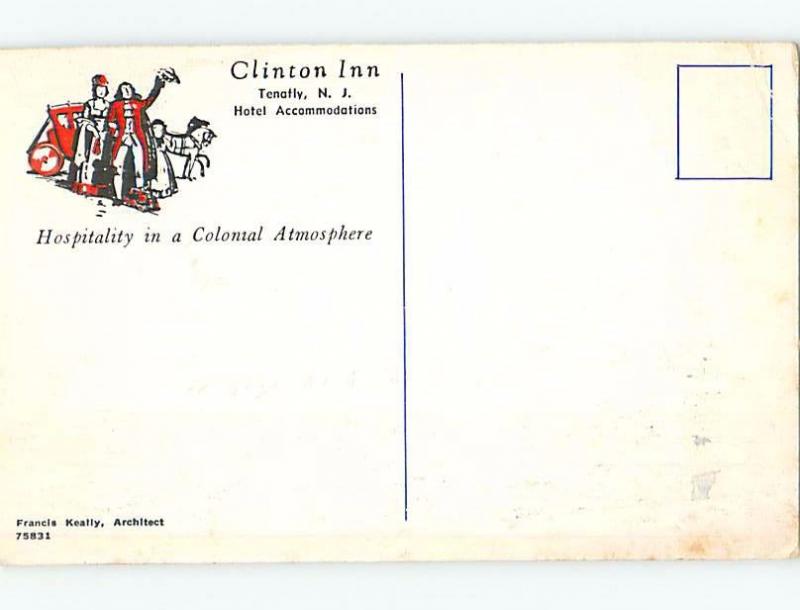 Clinton Inn
Tenafly, N. J.
Hotel Accommodations
Hospitality in a Colonial Atmosphere
Francis Keally, Architect
75831